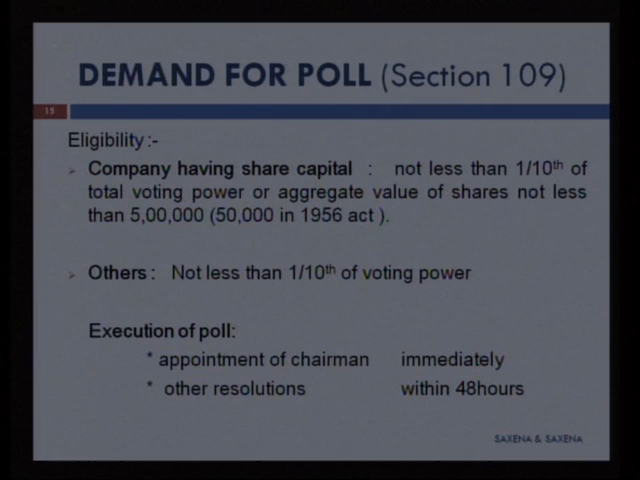 DEMAND FOR POLL (Section 109)
15
Eligibility :-
Company having share capital : not less than 1/10th of
total voting power or aggregate value of shares not less
than 5,00,000 (50,000 in 1956 act ).
Others : Not less than 1/10th of voting power
Execution of poll:
* appointment of chairman immediately
* other resolutions within 48hours
SAXENA & SAXENA